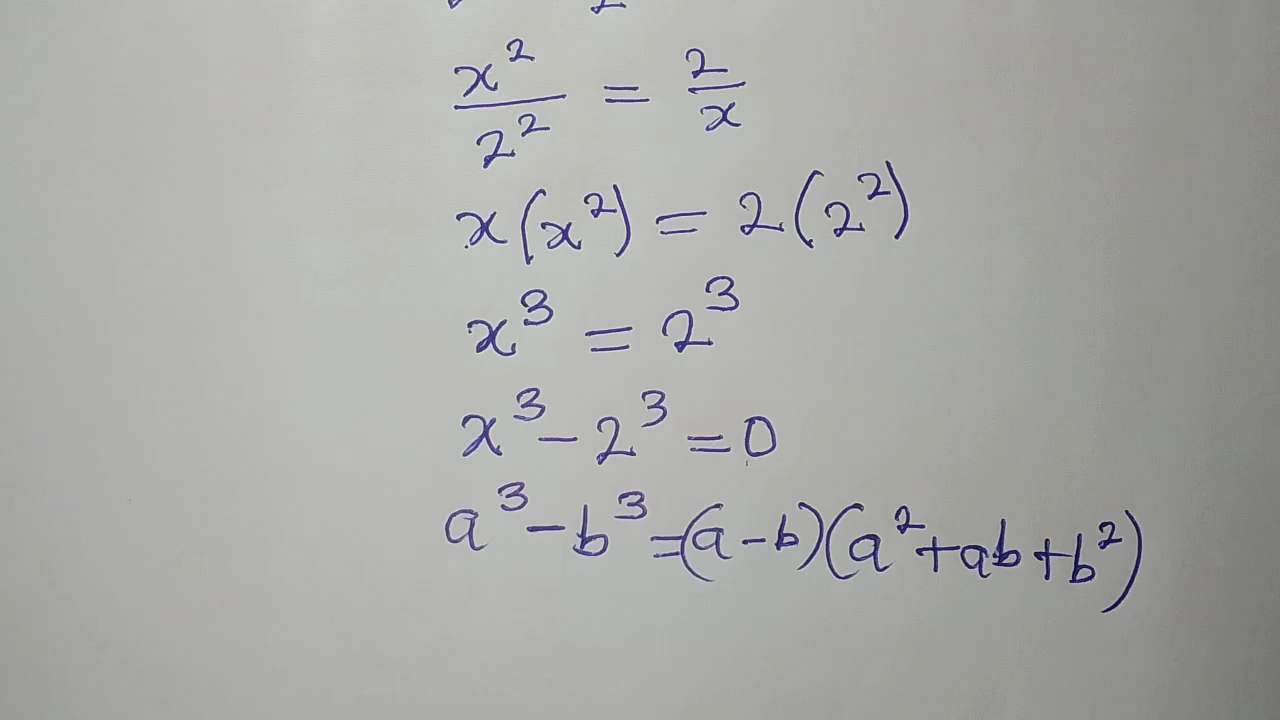 x²/2² = 2/x
x(x²) = 2(2²)
x³ = 2³
x³ - 2³ = 0
a³ - b³ = (a - b)(a² + ab + b²)